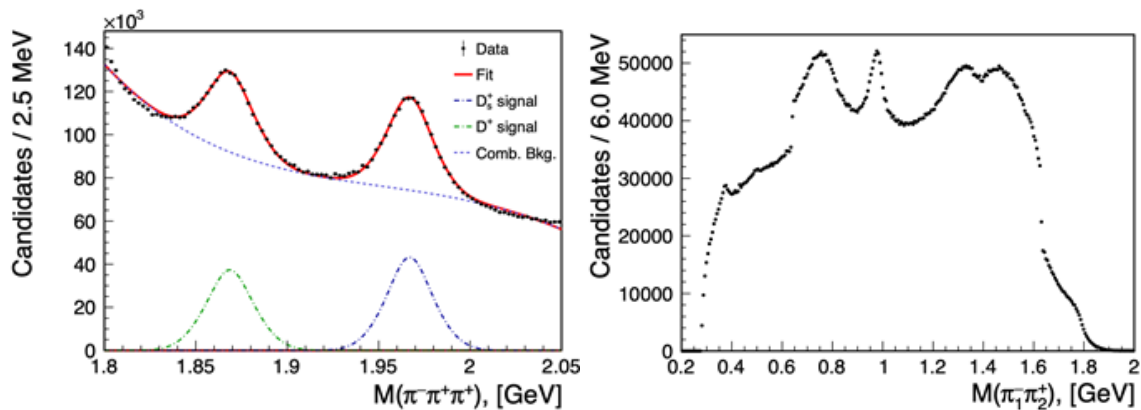 ×10³
Candidates / 2.5 MeV
140
120
100
80
60
40
20
0
Data
Fit
D⁺ₛ signal
D⁺ signal
Comb. Bkg.
1.8 1.85 1.9 1.95 2 2.05
M(π⁻π⁺π⁺), [GeV]
Candidates / 6.0 MeV
50000
40000
30000
20000
10000
0
0.2 0.4 0.6 0.8 1 1.2 1.4 1.6 1.8 2
M(π₁⁻π₂⁺), [GeV]